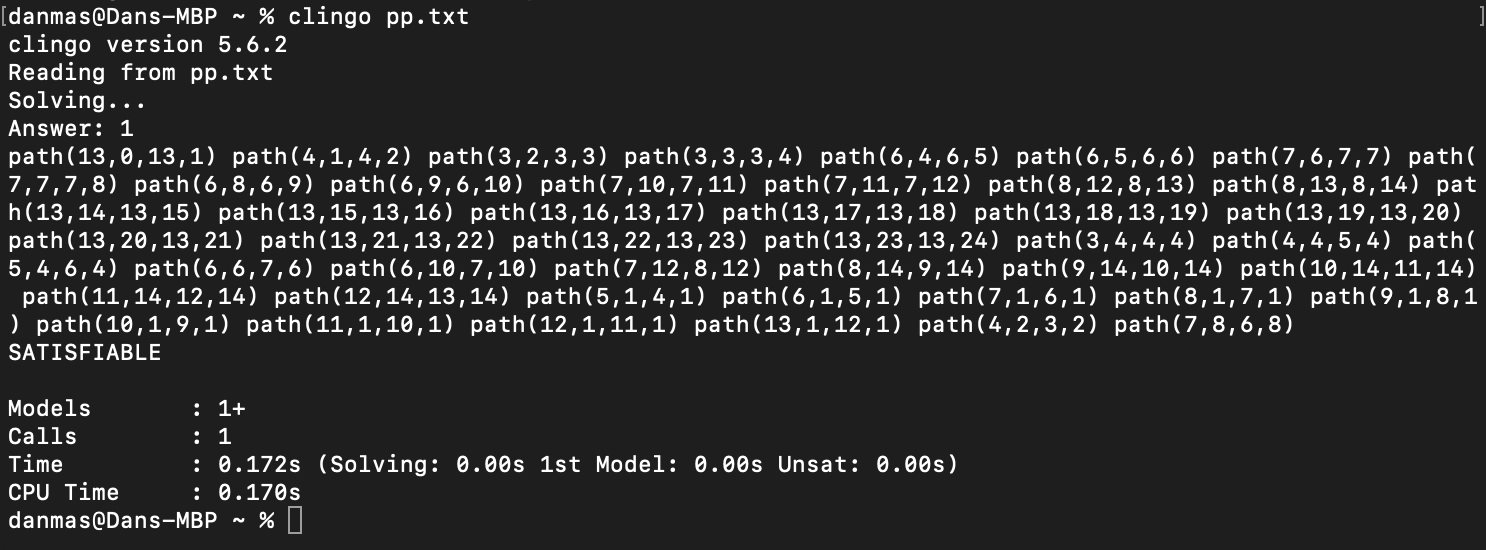 [danmas@Dans-MBP ~ % clingo pp.txt ]
clingo version 5.6.2
Reading from pp.txt
Solving...
Answer: 1
path(13,0,13,1) path(4,1,4,2) path(3,2,3,3) path(3,3,3,4) path(6,4,6,5) path(6,5,6,6) path(7,6,7,7) path(
7,7,7,8) path(6,8,6,9) path(6,9,6,10) path(7,10,7,11) path(7,11,7,12) path(8,12,8,13) path(8,13,8,14) pat
h(13,14,13,15) path(13,15,13,16) path(13,16,13,17) path(13,17,13,18) path(13,18,13,19) path(13,19,13,20)
path(13,20,13,21) path(13,21,13,22) path(13,22,13,23) path(13,23,13,24) path(3,4,4,4) path(4,4,5,4) path(
5,4,6,4) path(6,6,7,6) path(6,10,7,10) path(7,12,8,12) path(8,14,9,14) path(9,14,10,14) path(10,14,11,14)
path(11,14,12,14) path(12,14,13,14) path(5,1,4,1) path(6,1,5,1) path(7,1,6,1) path(8,1,7,1) path(9,1,8,1
) path(10,1,9,1) path(11,1,10,1) path(12,1,11,1) path(13,1,12,1) path(4,2,3,2) path(7,8,6,8)
SATISFIABLE
Models : 1+
Calls : 1
Time : 0.172s (Solving: 0.00s 1st Model: 0.00s Unsat: 0.00s)
CPU Time : 0.170s
danmas@Dans-MBP ~ %